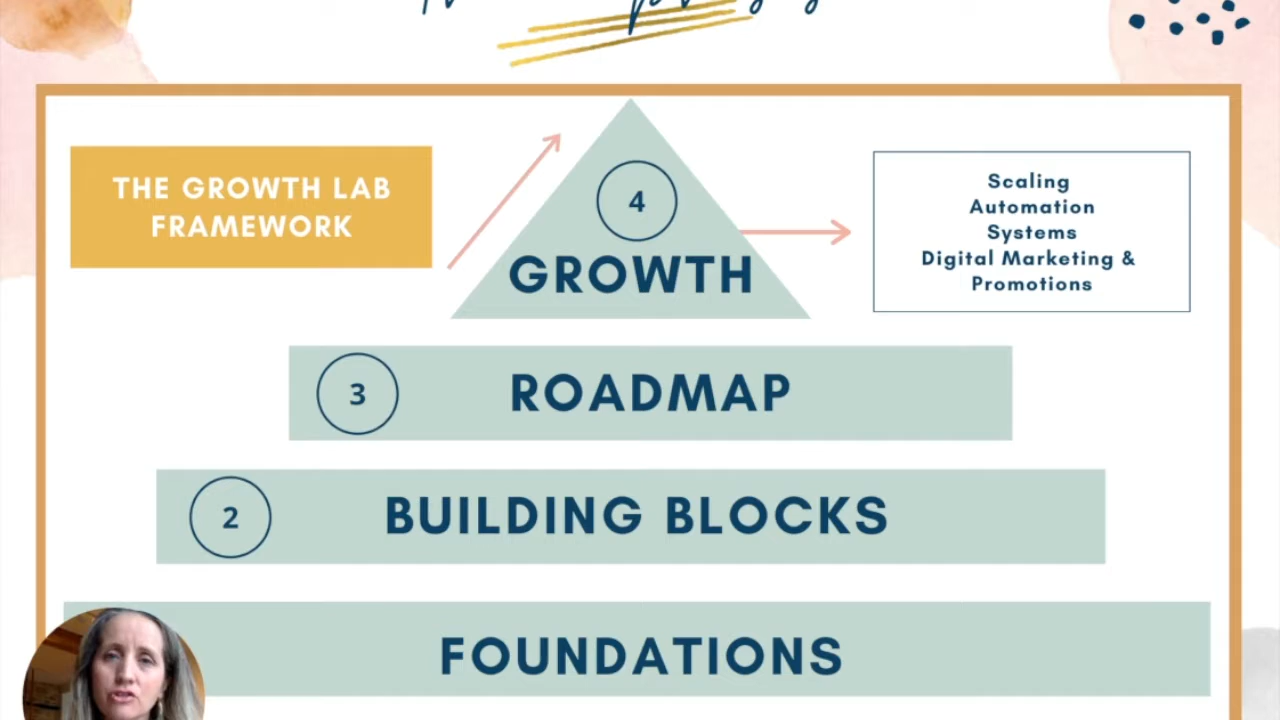 THE GROWTH LAB
FRAMEWORK
4
GROWTH
Scaling
Automation
Systems
Digital Marketing &
Promotions
3
ROADMAP
2
BUILDING BLOCKS
FOUNDATIONS